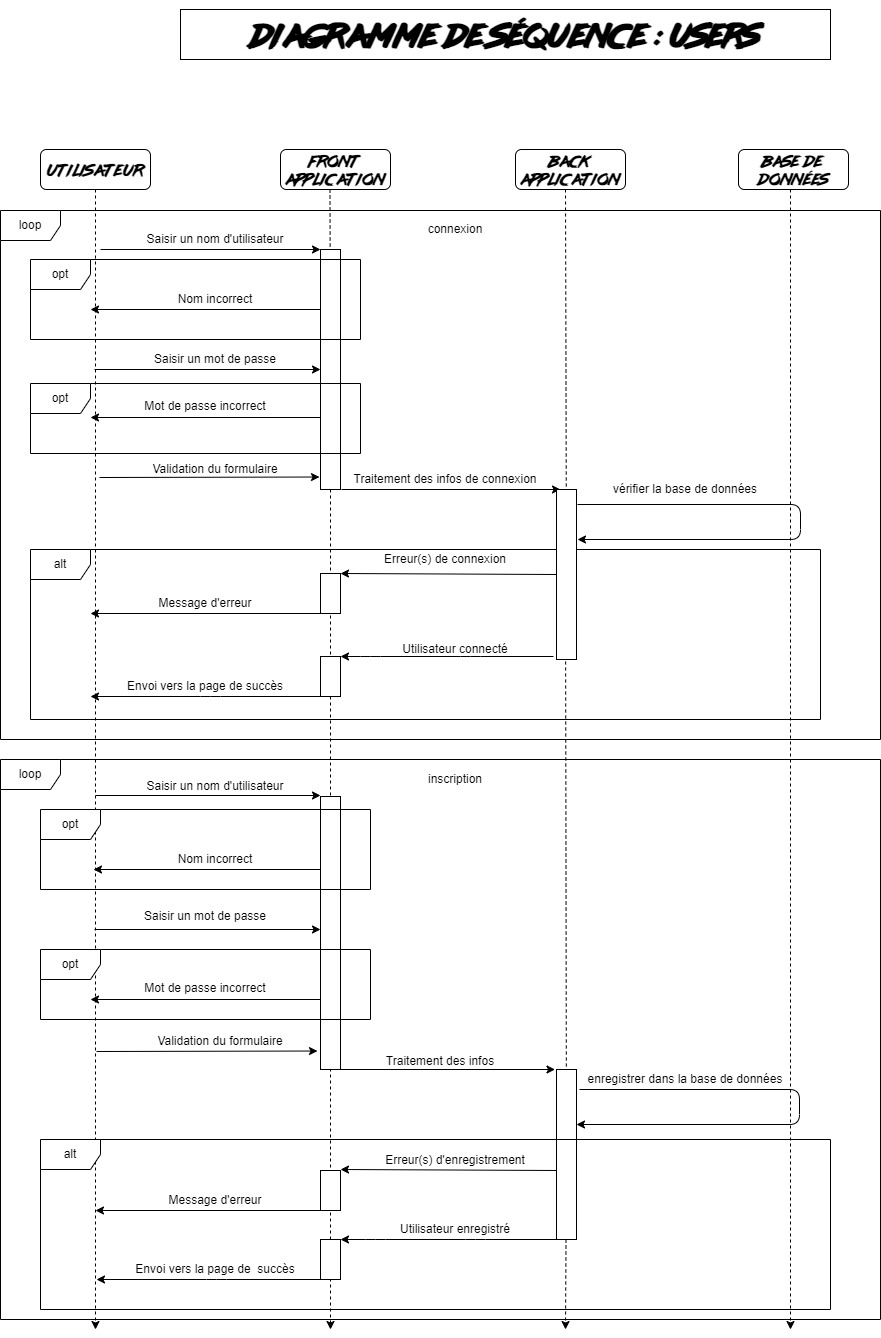 DIAGRAMME DE SÉQUENCE : USERS
UTILISATEUR
FRONT
APPLICATION
BACK
APPLICATION
BASE DE
DONNÉES
loop
connexion
Saisir un nom d'utilisateur
opt
Nom incorrect
Saisir un mot de passe
opt
Mot de passe incorrect
Validation du formulaire
Traitement des infos de connexion
vérifier la base de données
alt
Erreur(s) de connexion
Message d'erreur
Utilisateur connecté
Envoi vers la page de succès
loop
inscription
Saisir un nom d'utilisateur
opt
Nom incorrect
Saisir un mot de passe
opt
Mot de passe incorrect
Validation du formulaire
Traitement des infos
enregistrer dans la base de données
alt
Erreur(s) d'enregistrement
Message d'erreur
Utilisateur enregistré
Envoi vers la page de  succès